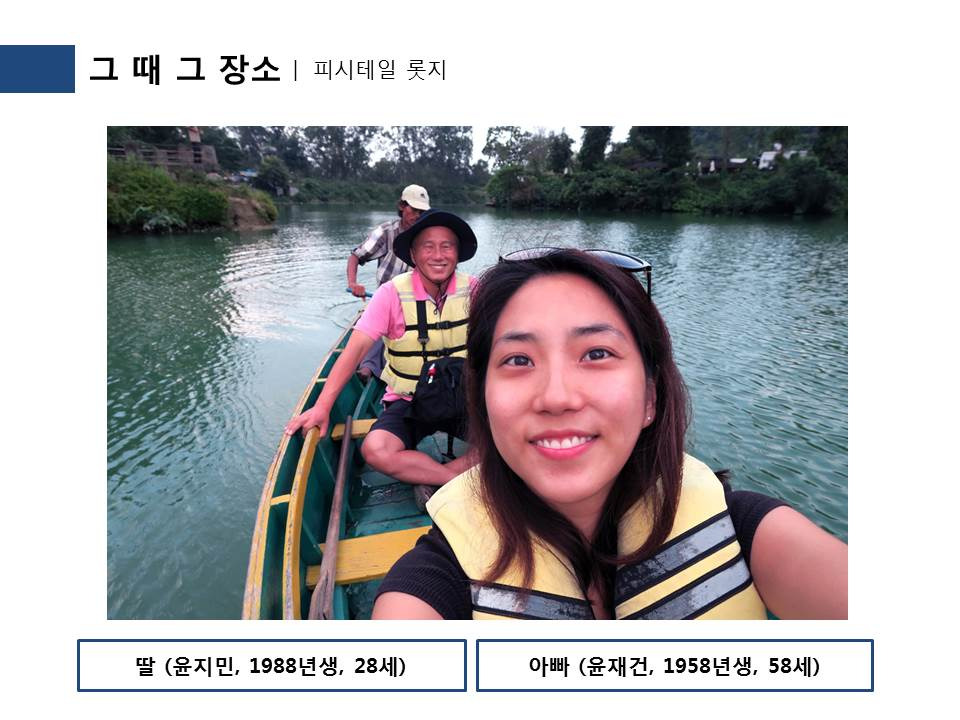 그 때 그 장소 | 피시테일 롯지
딸 (윤지민, 1988년생, 28세)
아빠 (윤재건, 1958년생, 58세)